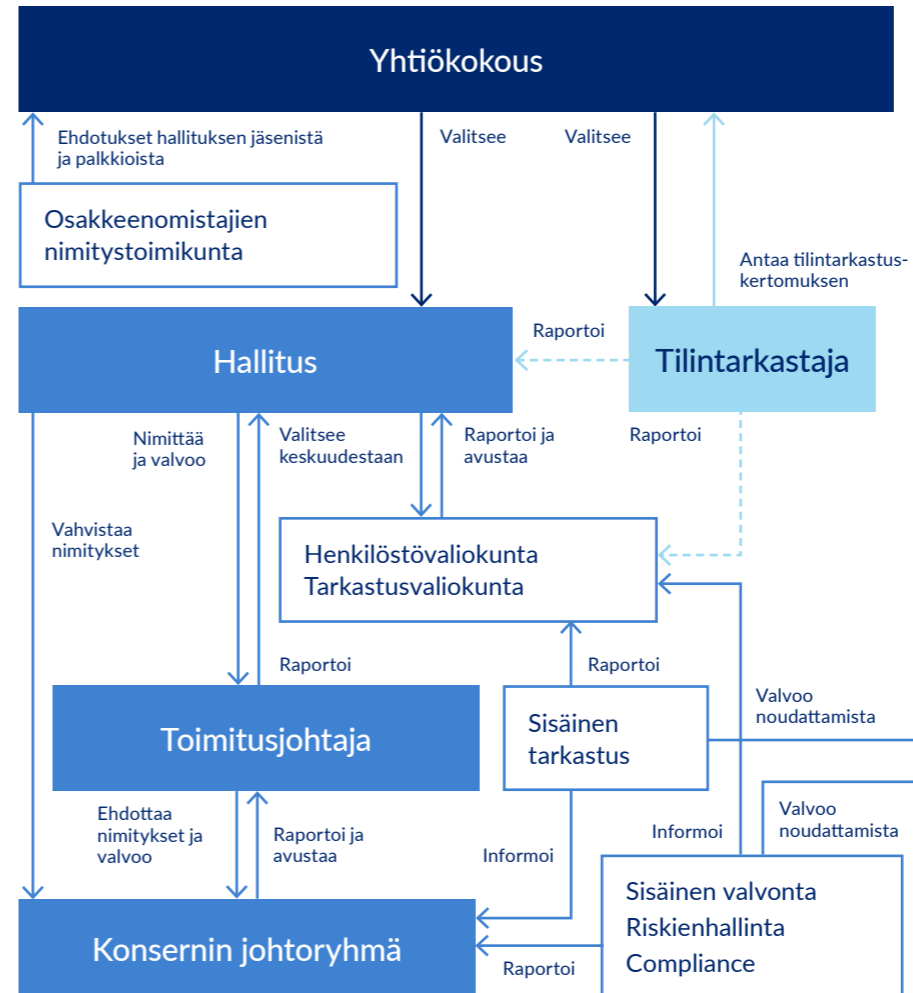 Yhtiökokous
Ehdotukset hallituksen jäsenistä
ja palkkioista
Valitsee
Valitsee
Osakkeenomistajien
nimitystoimikunta
Antaa tilintarkastus-
kertomuksen
Hallitus
Raportoi
Tilintarkastaja
Nimittää
ja valvoo
Valitsee
keskuudestaan
Raportoi ja
avustaa
Raportoi
Vahvistaa
nimitykset
Henkilöstövaliokunta
Tarkastusvaliokunta
Raportoi
Raportoi
Toimitusjohtaja
Sisäinen
tarkastus
Valvoo
noudattamista
Ehdottaa
nimitykset ja
valvoo
Raportoi ja
avustaa
Informoi
Informoi
Valvoo
noudattamista
Konsernin johtoryhmä
Raportoi
Sisäinen valvonta
Riskienhallinta
Compliance